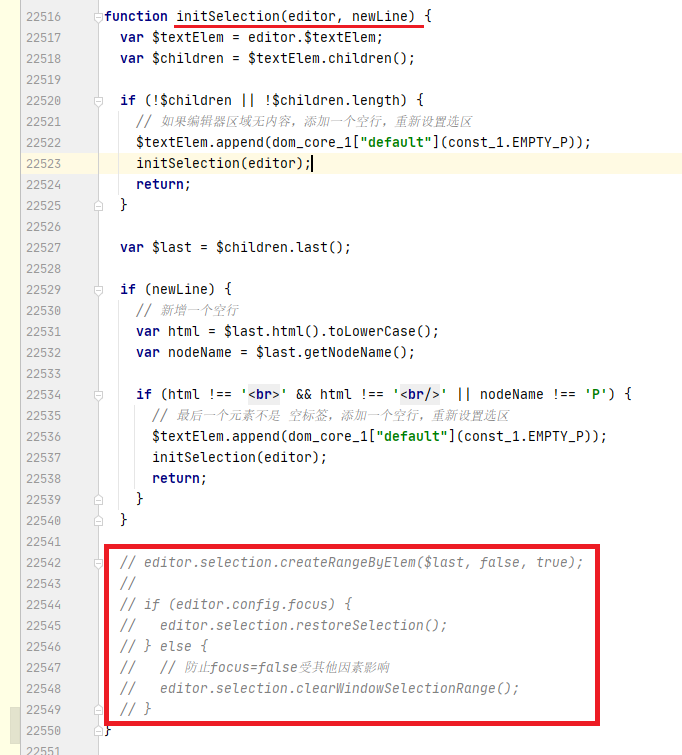 22516 function initSelection(editor, newLine) {
22517 var $textElem = editor.$textElem;
22518 var $children = $textElem.children();
22519
22520 if (!$children || !$children.length) {
22521 // 如果编辑器区域无内容，添加一个空行，重新设置选区
22522 $textElem.append(dom_core_1["default"](const_1.EMPTY_P));
22523 initSelection(editor);
22524 return;
22525 }
22526
22527 var $last = $children.last();
22528
22529 if (newLine) {
22530 // 新增一个空行
22531 var html = $last.html().toLowerCase();
22532 var nodeName = $last.getNodeName();
22533
22534 if (html !== '<br>' && html !== '<br/>' || nodeName !== 'P') {
22535 // 最后一个元素不是 空标签，添加一个空行，重新设置选区
22536 $textElem.append(dom_core_1["default"](const_1.EMPTY_P));
22537 initSelection(editor);
22538 return;
22539 }
22540 }
22541
22542 // editor.selection.createRangeByElem($last, false, true);
22543 //
22544 // if (editor.config.focus) {
22545 // editor.selection.restoreSelection();
22546 // } else {
22547 // // 防止focus=false受其他因素影响
22548 // editor.selection.clearWindowSelectionRange();
22549 // }
22550 }
22551